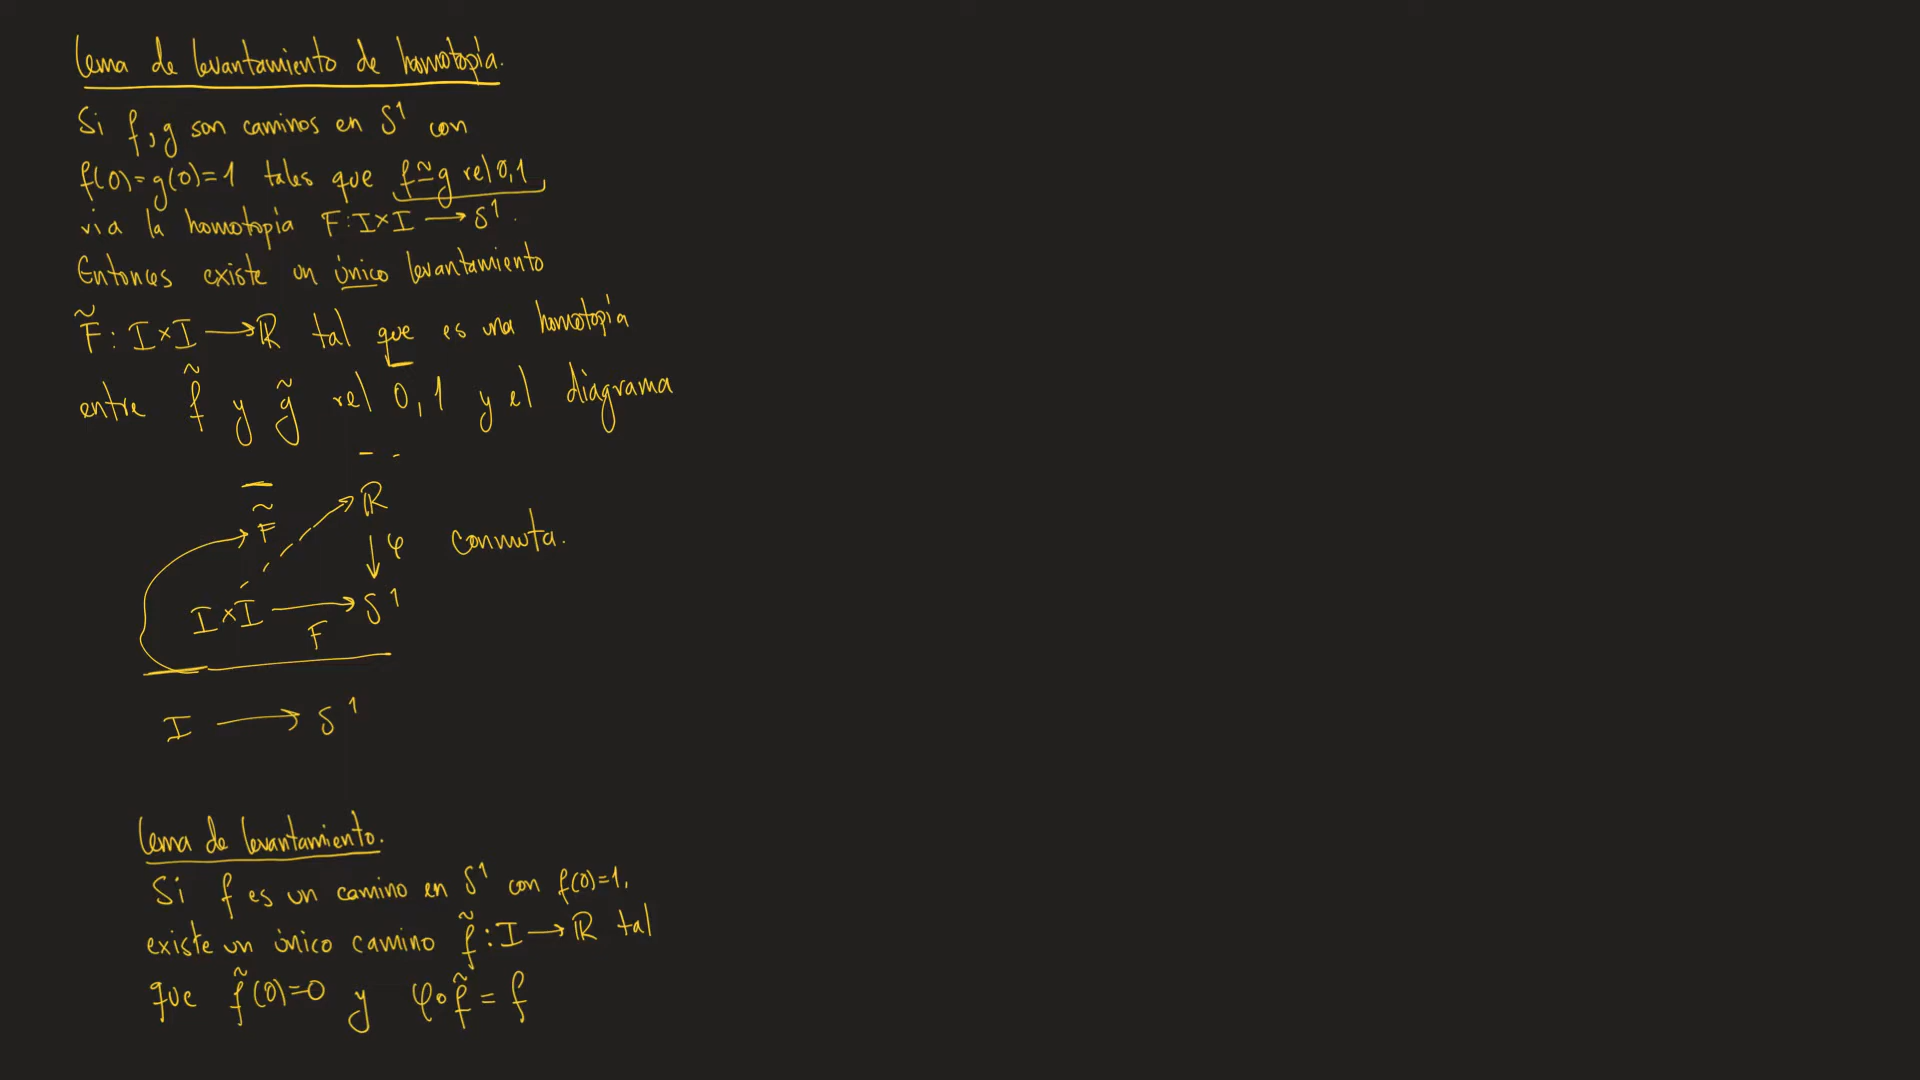 Lema de levantamiento de homotopía.
Si f, g son caminos en S¹ con
f(0)=g(0)=1 tales que f≃g rel 0,1
via la homotopía F: I×I ⟶ S¹.
Entonces existe un único levantamiento
F̃: I×I ⟶ ℝ tal que es una homotopía
entre f̃ y g̃ rel 0,1 y el diagrama
ℝ
F̃
φ conmuta.
I×I ⟶ S¹
F
I ⟶ S¹
Lema de levantamiento.
Si f es un camino en S¹ con f(0)=1,
existe un único camino f̃: I ⟶ ℝ tal
que f̃(0)=0 y φ∘f̃ = f